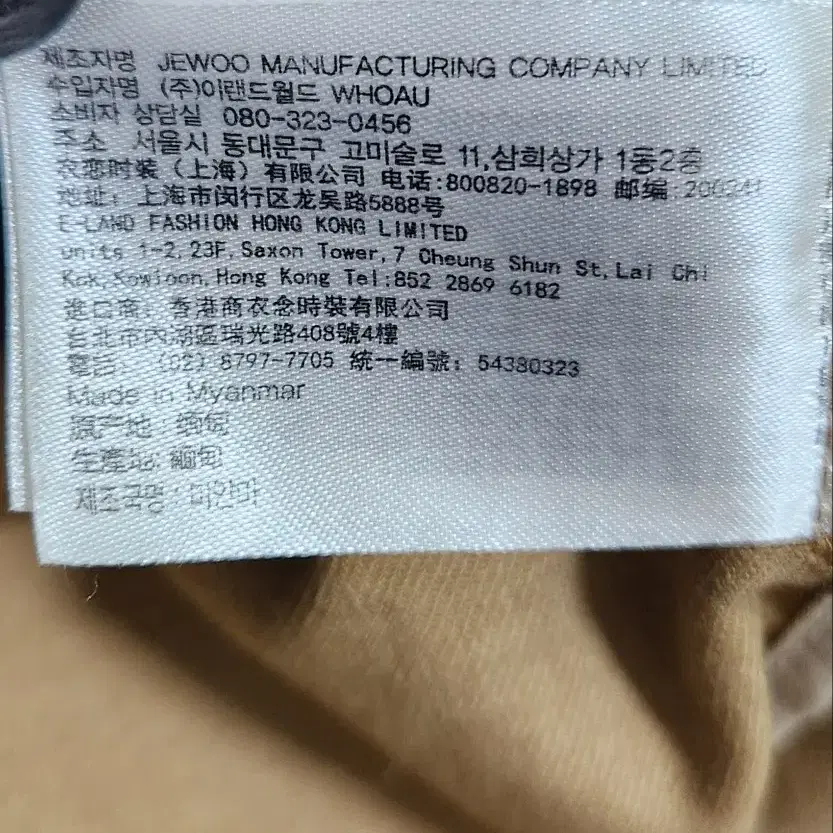 제조자명 JEWOO MANUFACTURING COMPANY LIMITED
수입자명 (주)이랜드월드 WHOAU
소비자 상담실 080-323-0456
주소 서울시 동대문구 고미술로 11,삼희상가 1동2층
衣恋时装（上海）有限公司 电话:800820-1898 邮编:200241
地址: 上海市闵行区龙吴路5888号
E-LAND FASHION HONG KONG LIMITED
units 1-2, 23F, Saxon Tower, 7 Cheung Shun St, Lai Chi
Kok, Kowloon, Hong Kong Tel:852 2869 6182
進口商: 香港商衣念時裝有限公司
台北市內湖區瑞光路408號4樓
電話: (02) 8797-7705 統一編號: 54380323
Made in Myanmar
原产地: 缅甸
生產地: 緬甸
제조국명: 미얀마